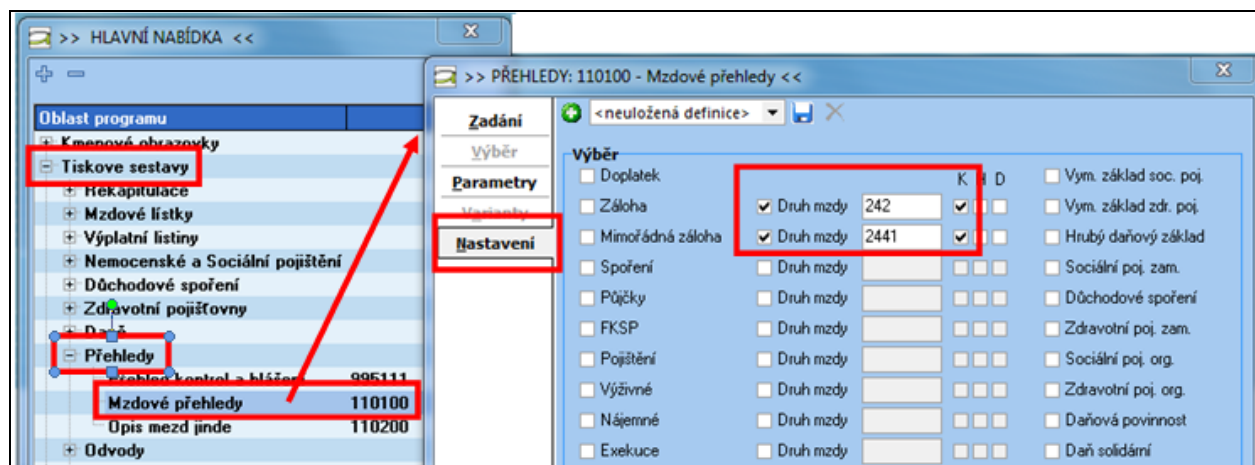 >> HLAVNÍ NABÍDKA <<
Oblast programu
Kmenové obrazovky
Tiskove sestavy
Rekapitulace
Mzdové lístky
Výplatní listiny
Nemocenské a Sociální pojištění
Důchodové spoření
Zdravotní pojišťovny
Daně
Přehledy
Přehled kontrol a hlášení 995111
Mzdové přehledy 110100
Opis mezd jinde 110200
Odvody
>> PŘEHLEDY: 110100 - Mzdové přehledy <<
Zadání
Výběr
Parametry
Varianty
Nastavení
<neuložená definice>
Výběr
Doplatek K H D Vym. základ soc. poj.
Záloha Druh mzdy 242 Vym. základ zdr. poj.
Mimořádná záloha Druh mzdy 2441 Hrubý daňový základ
Spoření Druh mzdy Sociální poj. zam.
Půjčky Druh mzdy Důchodové spoření
FKSP Druh mzdy Zdravotní poj. zam.
Pojištění Druh mzdy Sociální poj. org.
Výživné Druh mzdy Zdravotní poj. org.
Nájemné Druh mzdy Daňová povinnost
Exekuce Druh mzdy Daň solidární